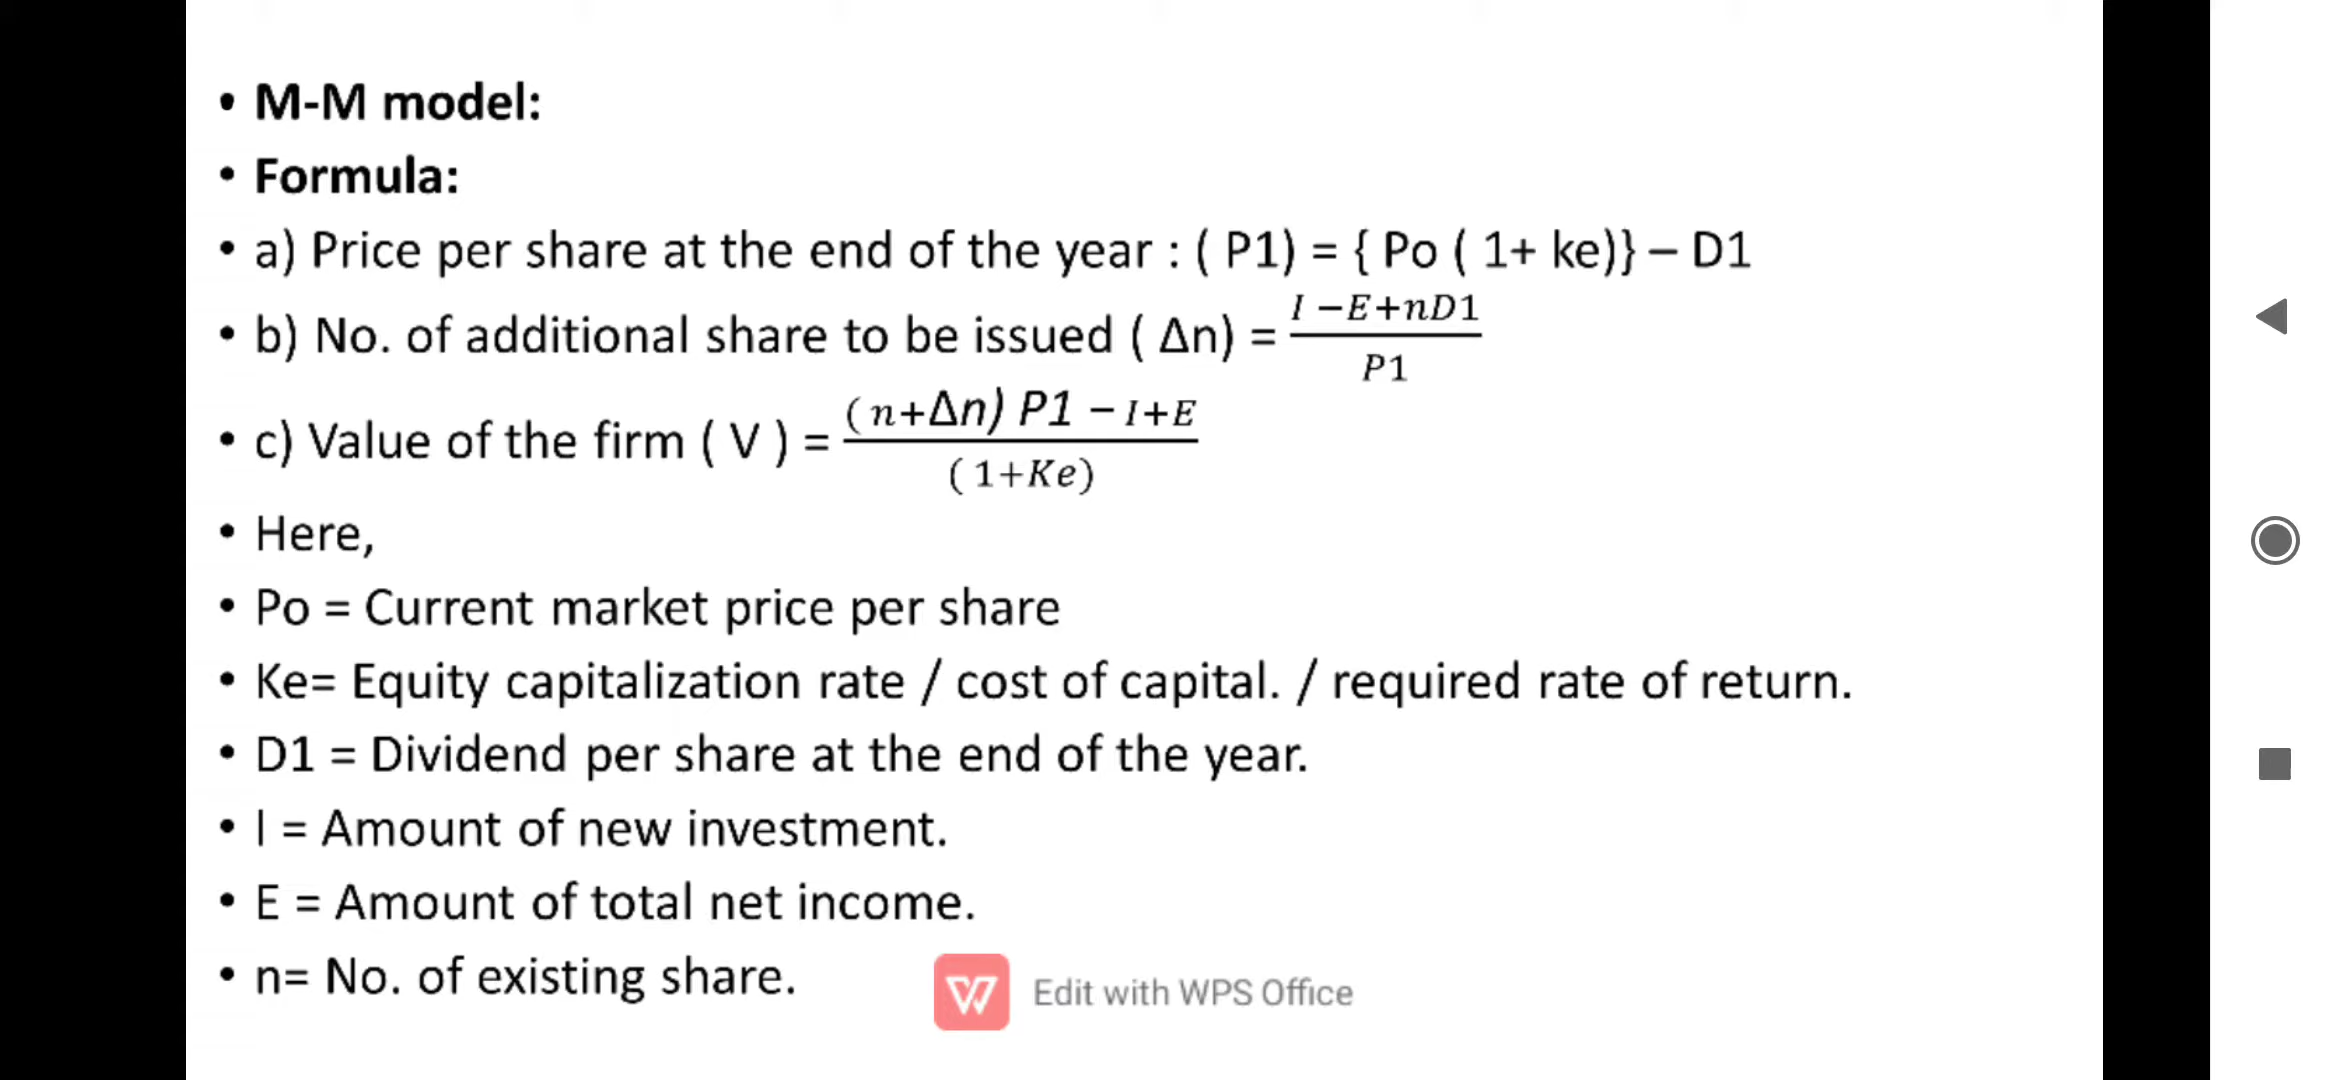 • M-M model:
• Formula:
• a) Price per share at the end of the year : ( P1) = { Po ( 1+ ke)} – D1
• b) No. of additional share to be issued ( Δn) = I −E+nD1 / P1
• c) Value of the firm ( V ) = ( n+Δn) P1 − I+E / ( 1+Ke)
• Here,
• Po = Current market price per share
• Ke= Equity capitalization rate / cost of capital. / required rate of return.
• D1 = Dividend per share at the end of the year.
• I = Amount of new investment.
• E = Amount of total net income.
• n= No. of existing share.
Edit with WPS Office